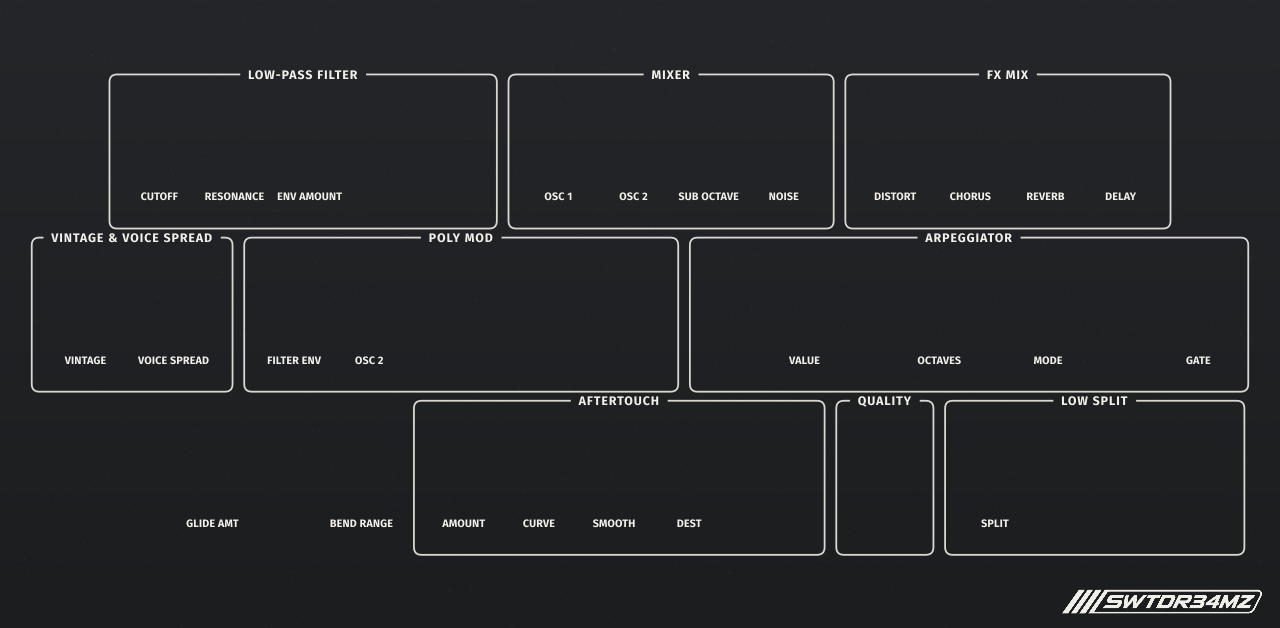 LOW-PASS FILTER
MIXER
FX MIX
CUTOFF RESONANCE ENV AMOUNT
OSC 1 OSC 2 SUB OCTAVE NOISE
DISTORT CHORUS REVERB DELAY
VINTAGE & VOICE SPREAD
POLY MOD
ARPEGGIATOR
VINTAGE VOICE SPREAD
FILTER ENV OSC 2
VALUE OCTAVES MODE GATE
AFTERTOUCH
QUALITY
LOW SPLIT
GLIDE AMT BEND RANGE
AMOUNT CURVE SMOOTH DEST
SPLIT
SWTDR34MZ